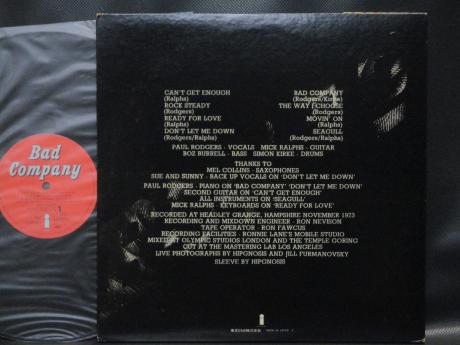 Bad
Company
1
CAN'T GET ENOUGH
(Ralphs)
ROCK STEADY
(Rodgers)
READY FOR LOVE
(Ralphs)
DON'T LET ME DOWN
(Rodgers/Ralphs)
BAD COMPANY
(Rodgers/Kirke)
THE WAY I CHOOSE
(Rodgers)
MOVIN' ON
(Ralphs)
SEAGULL
(Rodgers/Ralphs)
PAUL RODGERS - VOCALS MICK RALPHS - GUITAR
BOZ BURRELL - BASS SIMON KIRKE - DRUMS
THANKS TO
MEL COLLINS - SAXOPHONES
SUE AND SUNNY - BACK UP VOCALS ON 'DON'T LET ME DOWN'
PAUL RODGERS - PIANO ON 'BAD COMPANY' 'DON'T LET ME DOWN'
SECOND GUITAR ON 'CAN'T GET ENOUGH'
ALL INSTRUMENTS ON 'SEAGULL'
MICK RALPHS - KEYBOARDS ON 'READY FOR LOVE'
RECORDED AT HEADLEY GRANGE, HAMPSHIRE NOVEMBER 1973
RECORDING AND MIXDOWN ENGINEER - RON NEVISON
TAPE OPERATOR - RON FAWCUS
RECORDING FACILITIES - RONNIE LANE'S MOBILE STUDIO
MIXED AT OLYMPIC STUDIOS LONDON AND THE TEMPLE GORING
CUT AT THE MASTERING LAB LOS ANGELES
LIVE PHOTOGRAPHS BY HIPGNOSIS AND JILL FURMANOVSKY
SLEEVE BY HIPGNOSIS